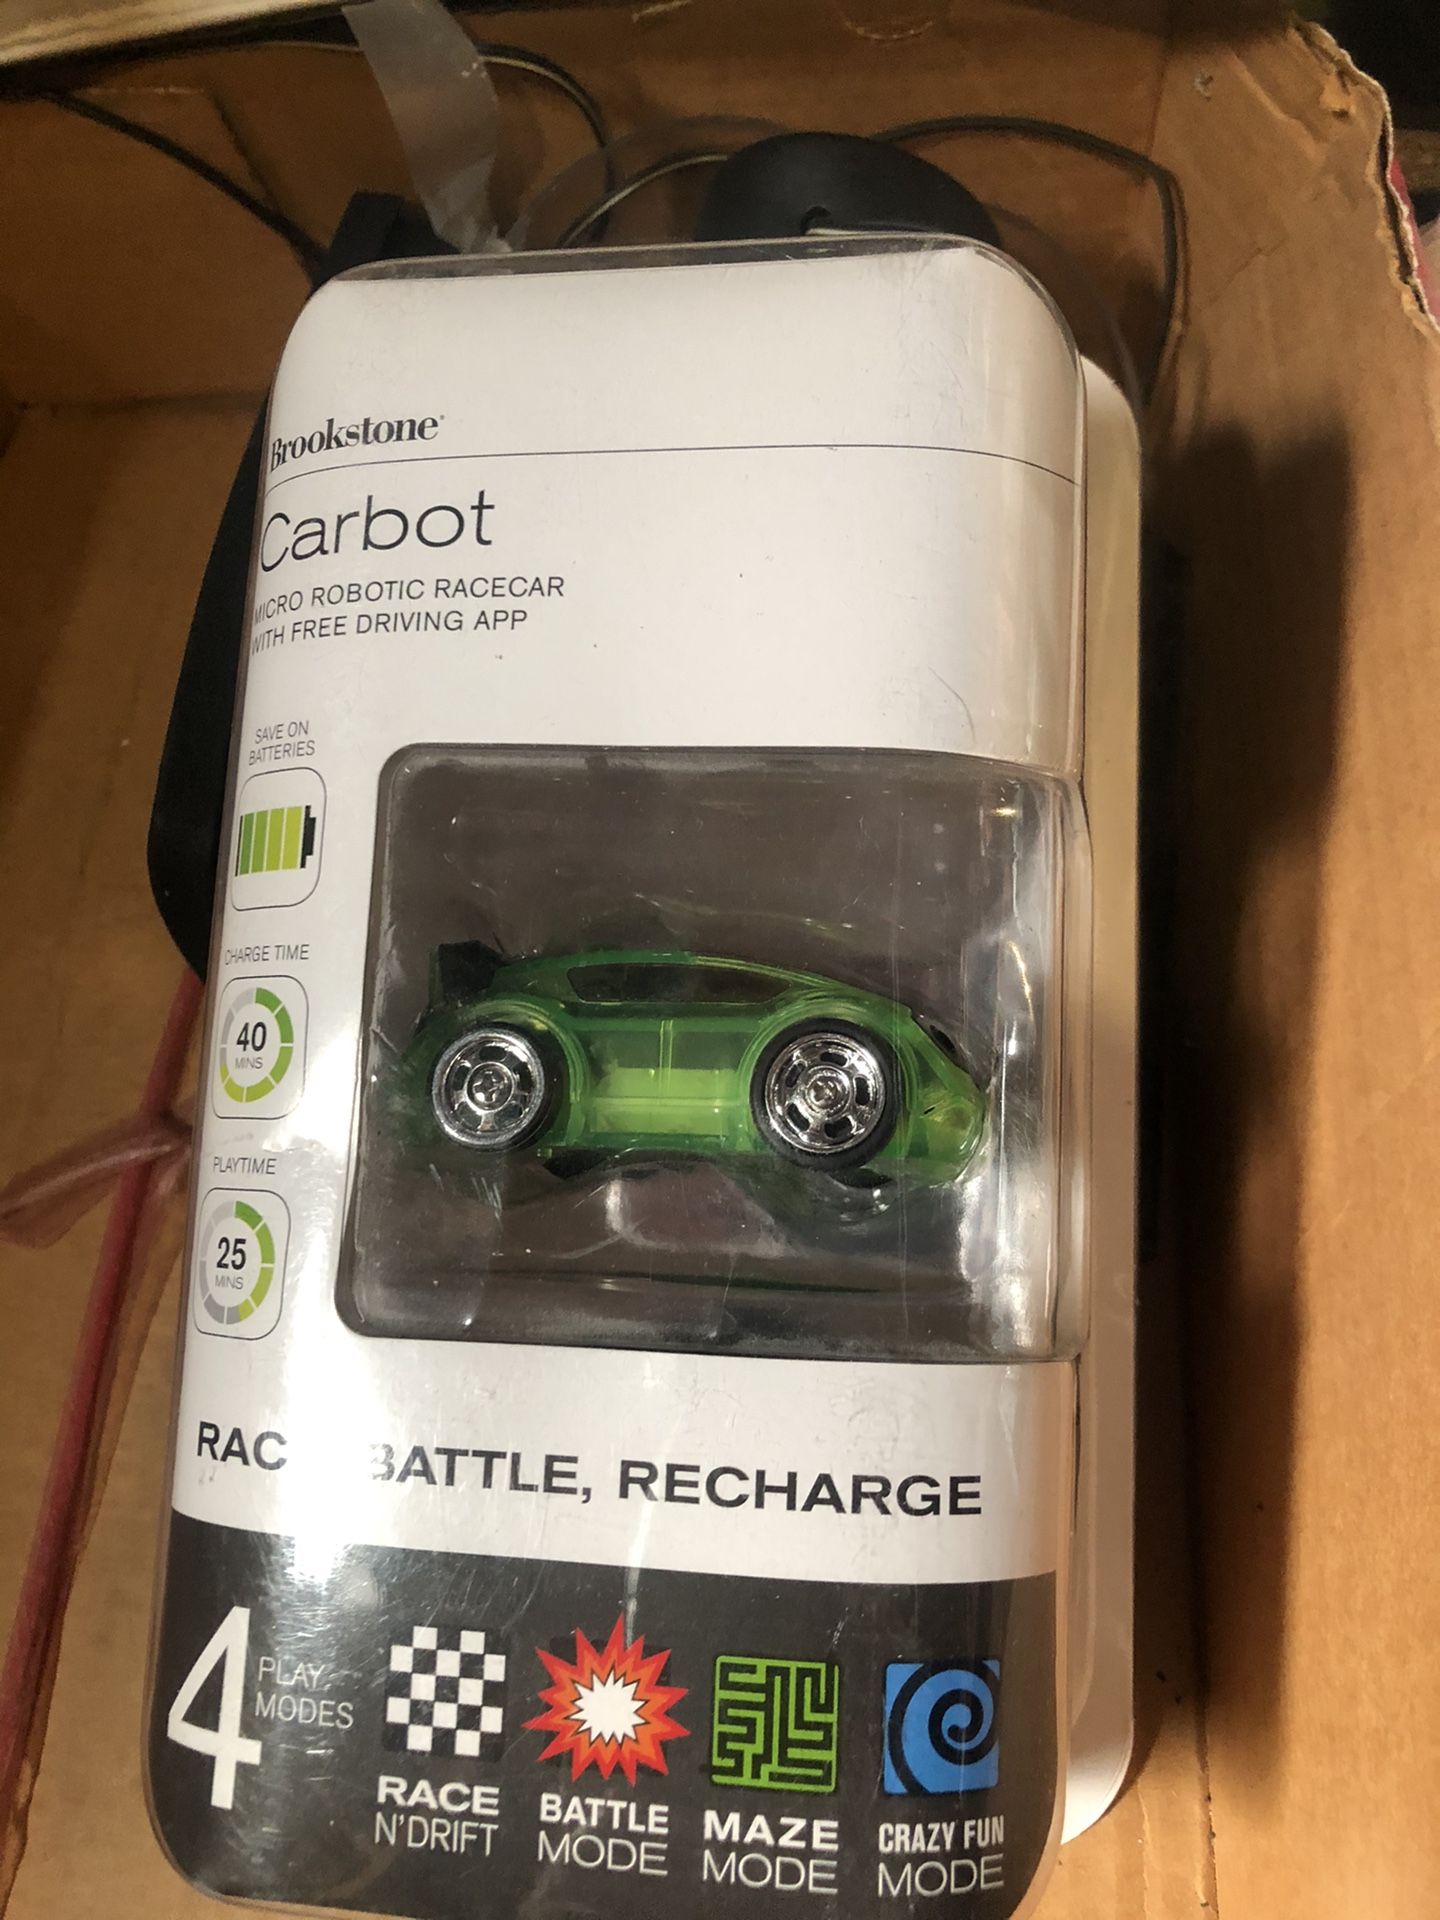 Brookstone®
Carbot
MICRO ROBOTIC RACECAR
WITH FREE DRIVING APP
SAVE ON
BATTERIES
CHARGE TIME
40
MINS
PLAYTIME
25
MINS
RAC BATTLE, RECHARGE
4 PLAY
MODES
RACE
N'DRIFT
BATTLE
MODE
MAZE
MODE
CRAZY FUN
MODE